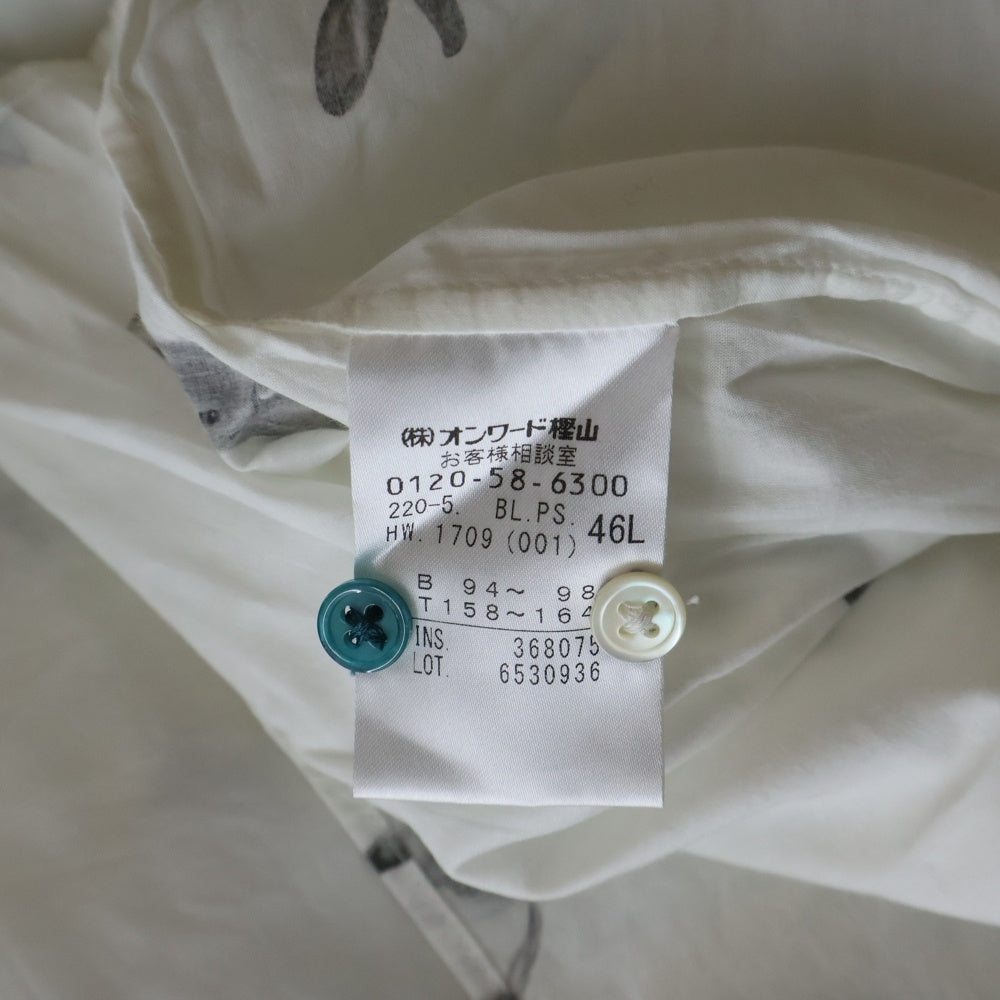 (株)オンワード樫山
お客様相談室
0120-58-6300
220-5. BL.PS.
HW. 1709 (001) 46L
B 94～ 98
T158～164
INS. 368075
LOT. 6530936